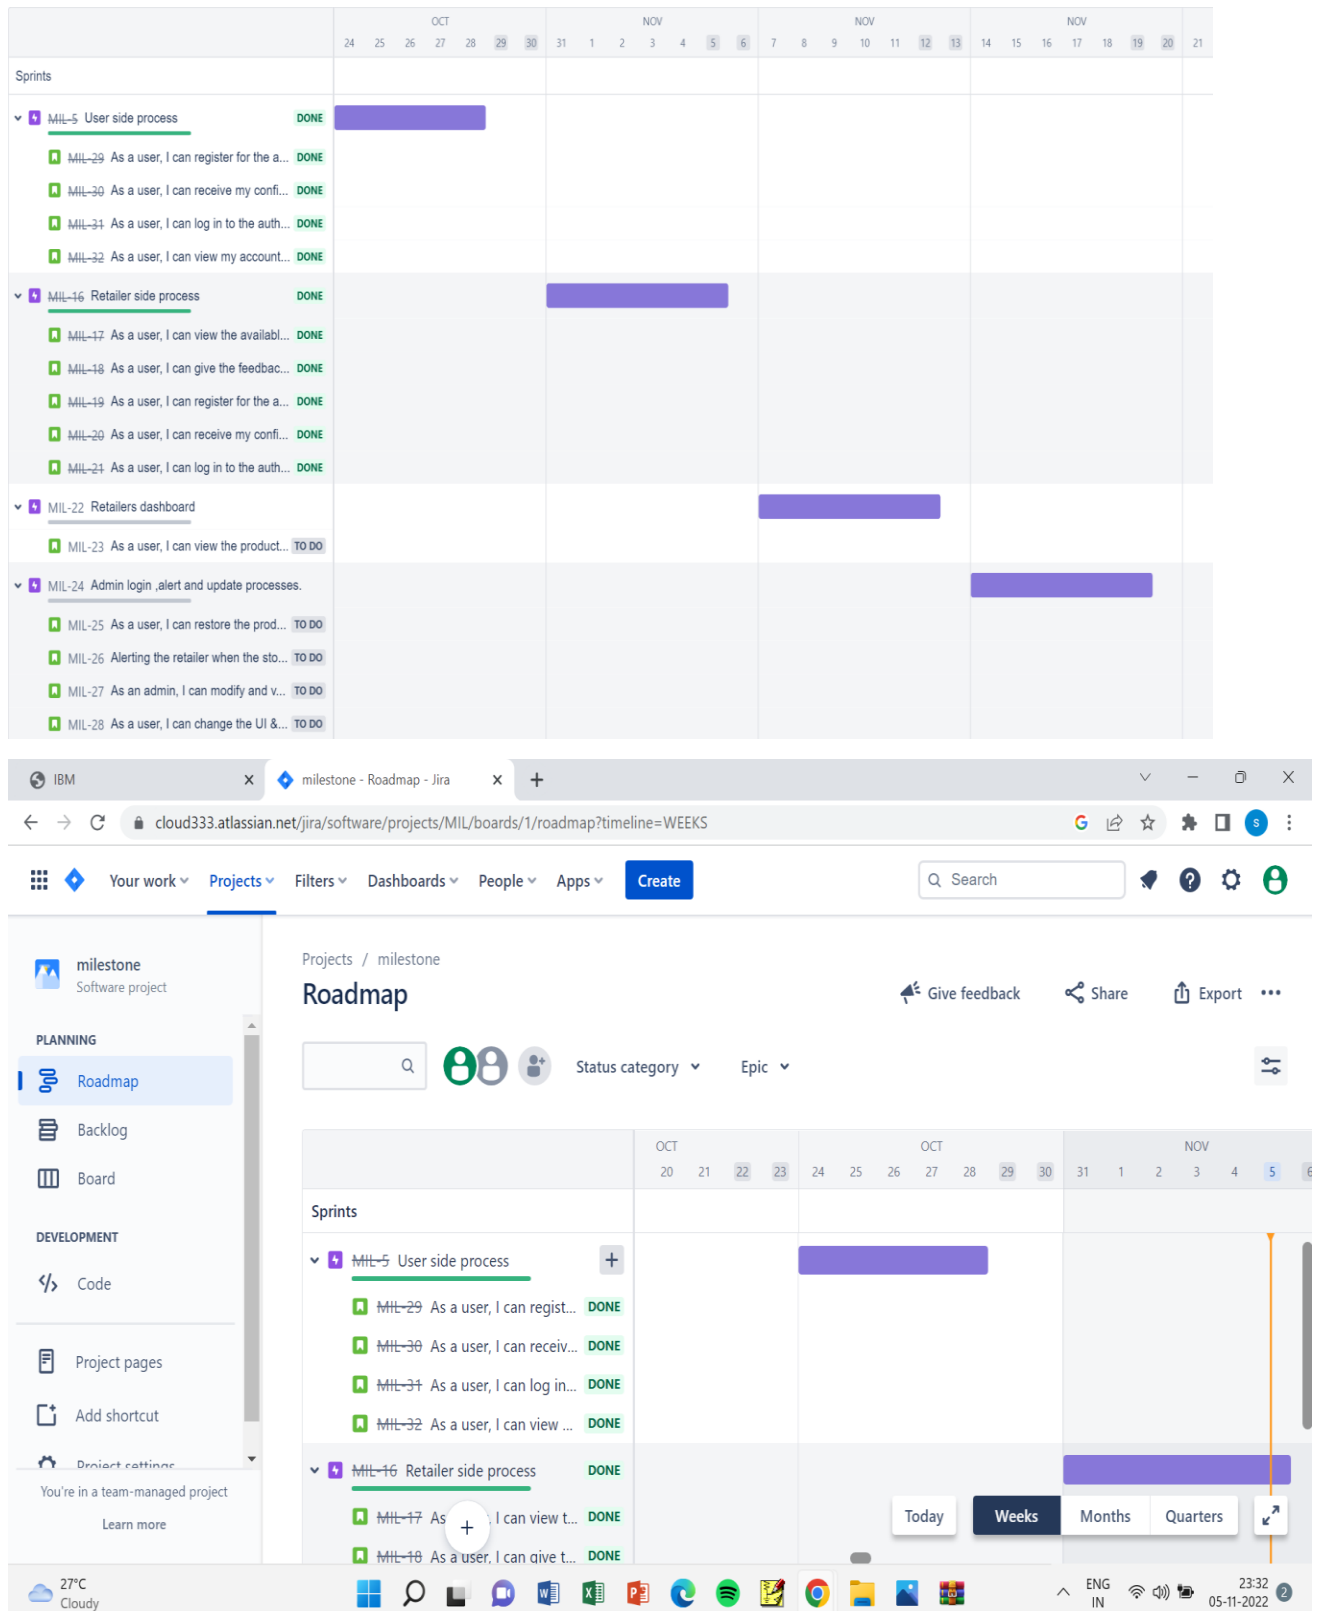 OCT NOV NOV NOV
24 25 26 27 28 29 30 31 1 2 3 4 5 6 7 8 9 10 11 12 13 14 15 16 17 18 19 20 21
Sprints
MIL-5 User side process DONE
MIL-29 As a user, I can register for the a... DONE
MIL-30 As a user, I can receive my confi... DONE
MIL-31 As a user, I can log in to the auth... DONE
MIL-32 As a user, I can view my account... DONE
MIL-16 Retailer side process DONE
MIL-17 As a user, I can view the availabl... DONE
MIL-18 As a user, I can give the feedbac... DONE
MIL-19 As a user, I can register for the a... DONE
MIL-20 As a user, I can receive my confi... DONE
MIL-21 As a user, I can log in to the auth... DONE
MIL-22 Retailers dashboard
MIL-23 As a user, I can view the product... TO DO
MIL-24 Admin login ,alert and update processes.
MIL-25 As a user, I can restore the prod... TO DO
MIL-26 Alerting the retailer when the sto... TO DO
MIL-27 As an admin, I can modify and v... TO DO
MIL-28 As a user, I can change the UI &... TO DO
IBM milestone - Roadmap - Jira
cloud333.atlassian.net/jira/software/projects/MIL/boards/1/roadmap?timeline=WEEKS
Your work Projects Filters Dashboards People Apps Create Search
milestone
Software project
PLANNING
Roadmap
Backlog
Board
DEVELOPMENT
Code
Project pages
Add shortcut
Project settings
You're in a team-managed project
Learn more
Projects / milestone
Roadmap
Give feedback Share Export
Status category Epic
OCT OCT NOV
20 21 22 23 24 25 26 27 28 29 30 31 1 2 3 4 5 6
Sprints
MIL-5 User side process
MIL-29 As a user, I can regist... DONE
MIL-30 As a user, I can receiv... DONE
MIL-31 As a user, I can log in... DONE
MIL-32 As a user, I can view ... DONE
MIL-16 Retailer side process DONE
MIL-17 As I can view t... DONE
MIL-18 As a user, I can give t... DONE
Today Weeks Months Quarters
27°C
Cloudy
ENG
IN
23:32
05-11-2022
2